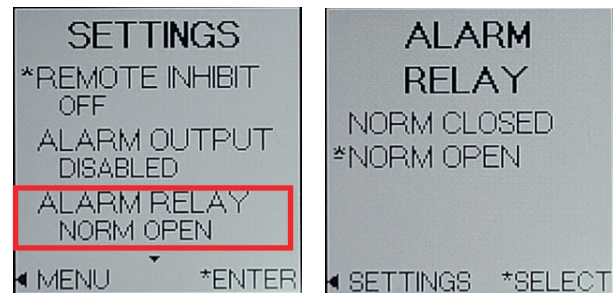 SETTINGS
*REMOTE INHIBIT
OFF
ALARM OUTPUT
DISABLED
ALARM RELAY
NORM OPEN
MENU *ENTER
ALARM
RELAY
NORM CLOSED
*NORM OPEN
SETTINGS *SELECT